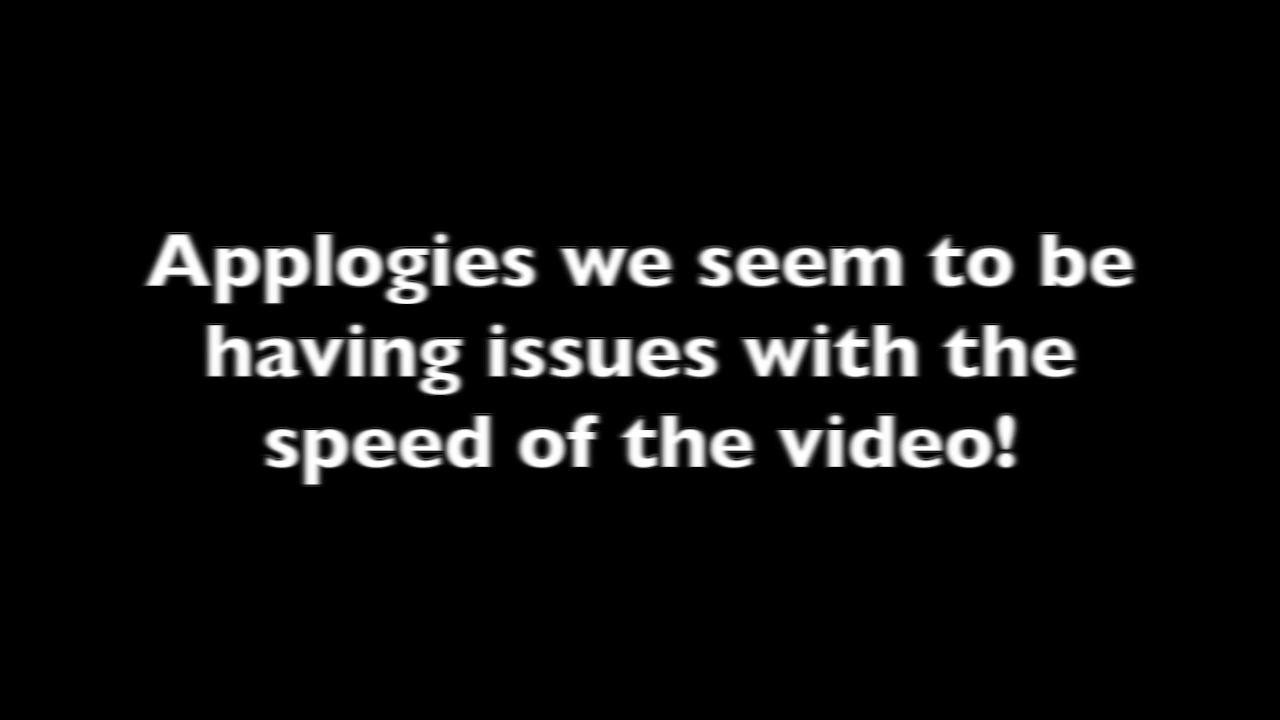 Applogies we seem to be
having issues with the
speed of the video!